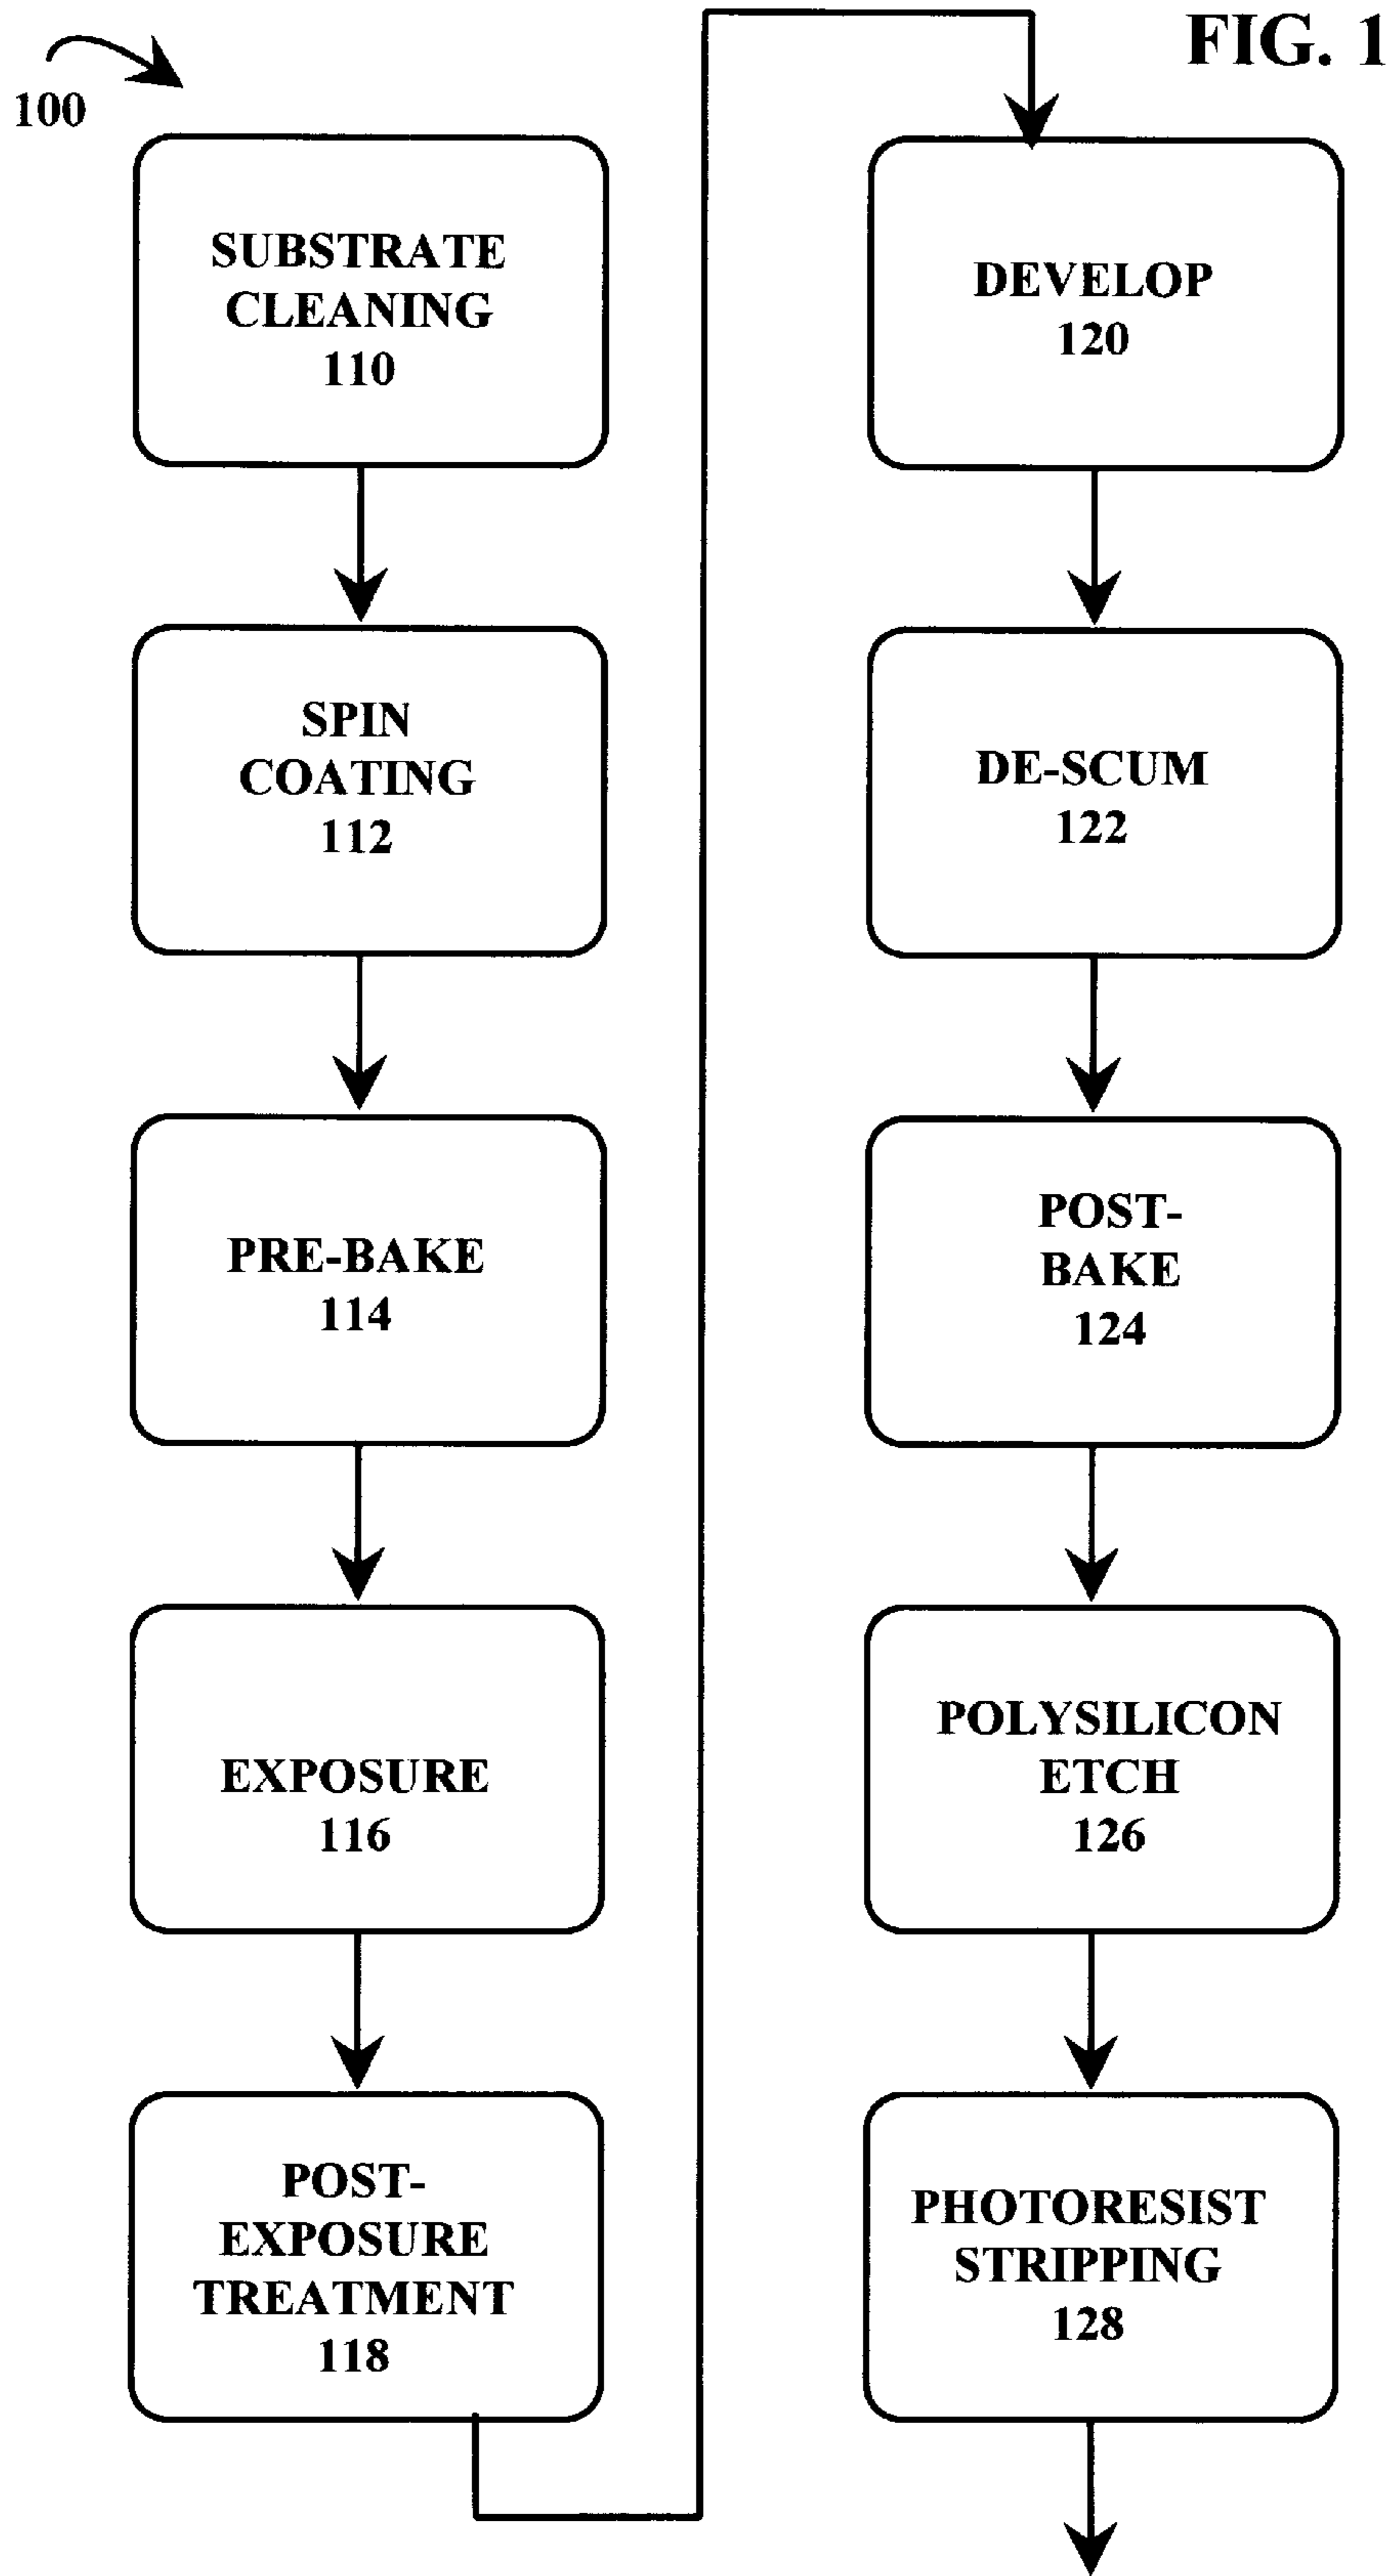 FIG. 1
100
SUBSTRATE
CLEANING
110
SPIN
COATING
112
PRE-BAKE
114
EXPOSURE
116
POST-
EXPOSURE
TREATMENT
118
DEVELOP
120
DE-SCUM
122
POST-
BAKE
124
POLYSILICON
ETCH
126
PHOTORESIST
STRIPPING
128